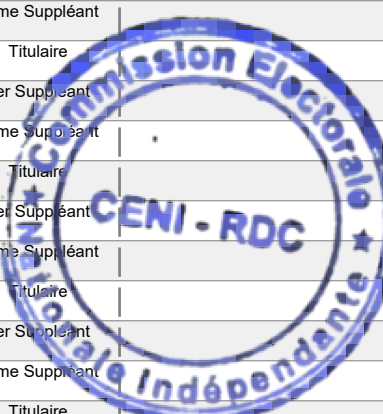 me Suppléant
Titulaire
er Suppléant
me Suppléant
Titulaire
er Suppléant
me Suppléant
Titulaire
er Suppléant
me Suppléant
Titulaire
Commission Electorale
Nationale Indépendante
CENI - RDC